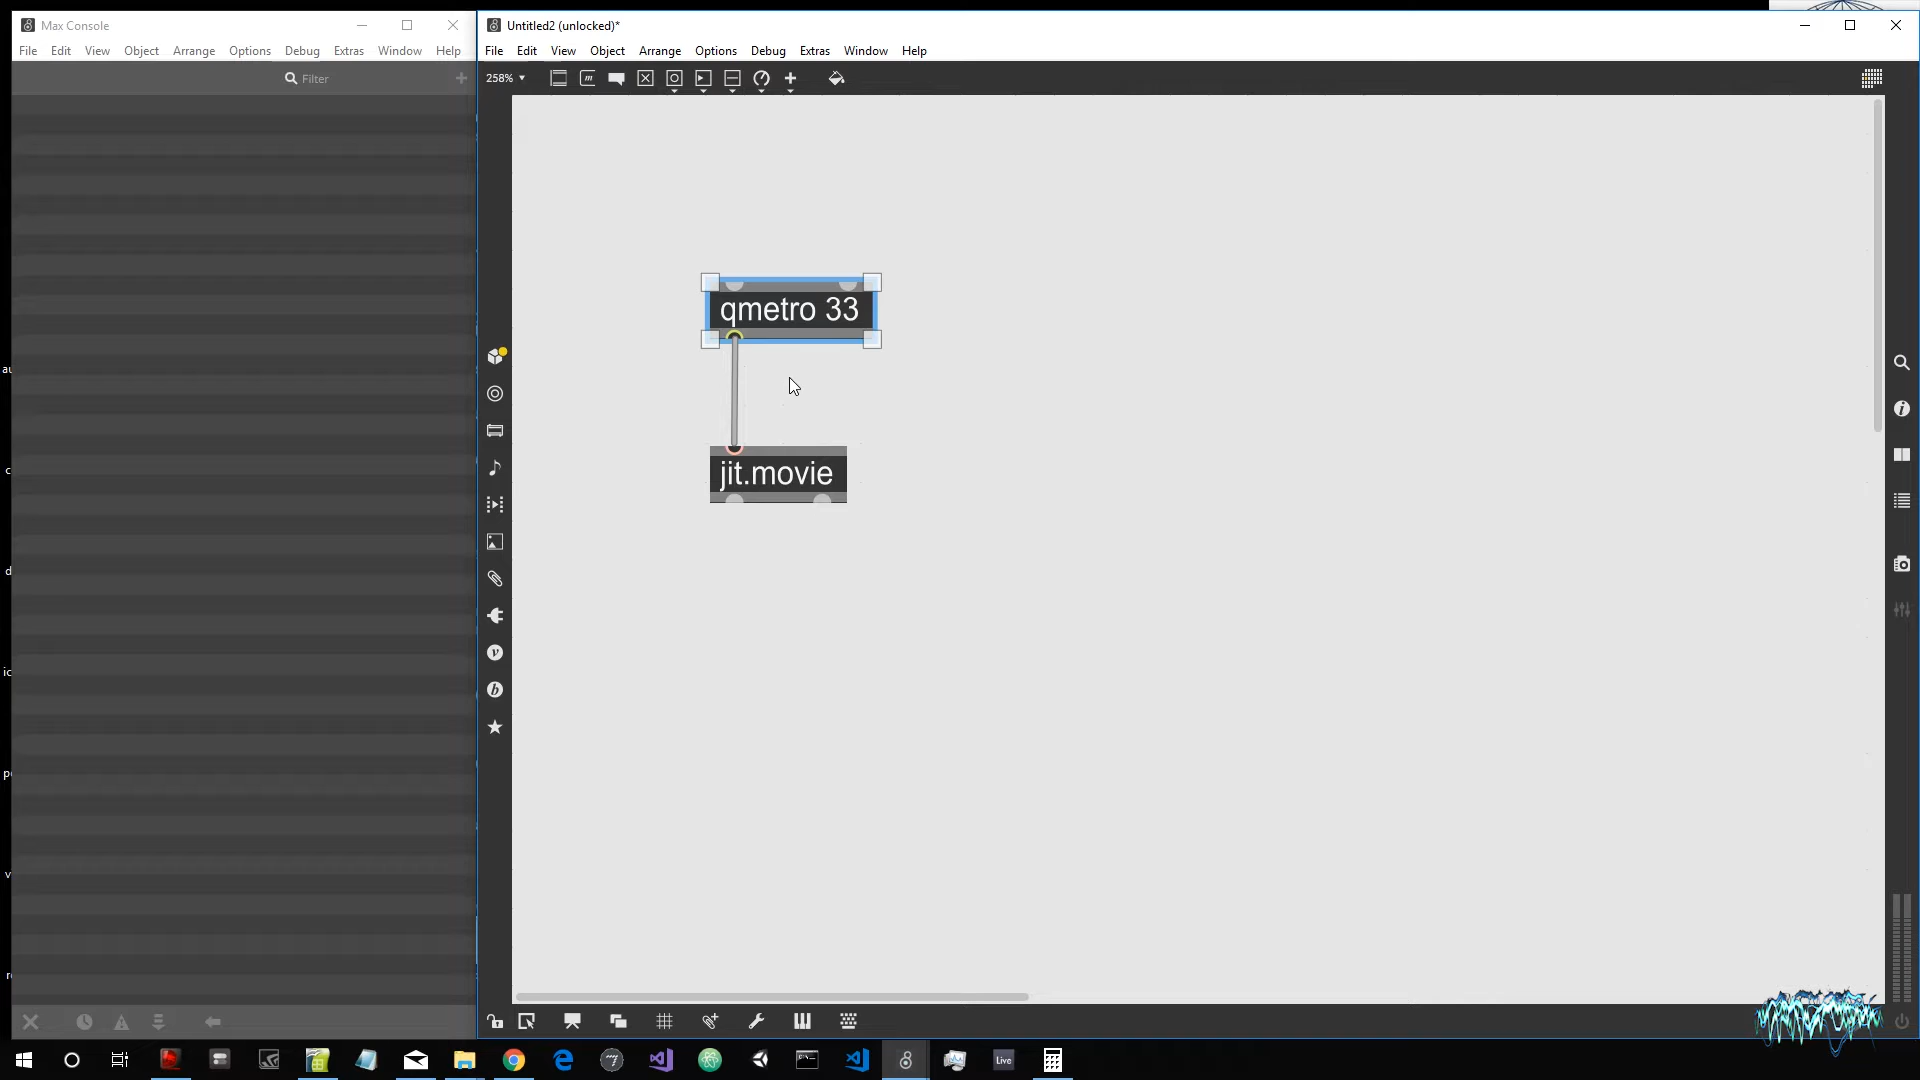 Max Console
File Edit View Object Arrange Options Debug Extras Window Help
Filter
Untitled2 (unlocked)*
File Edit View Object Arrange Options Debug Extras Window Help
258%
qmetro 33
jit.movie
Live